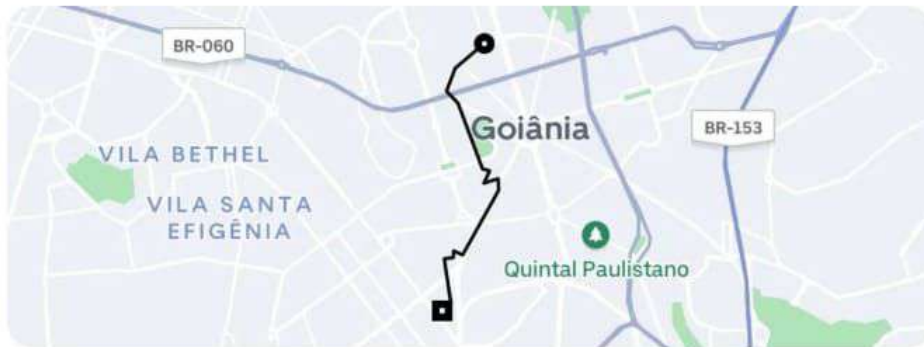 BR-060
Goiânia
BR-153
VILA BETHEL
VILA SANTA
EFIGÊNIA
Quintal Paulistano